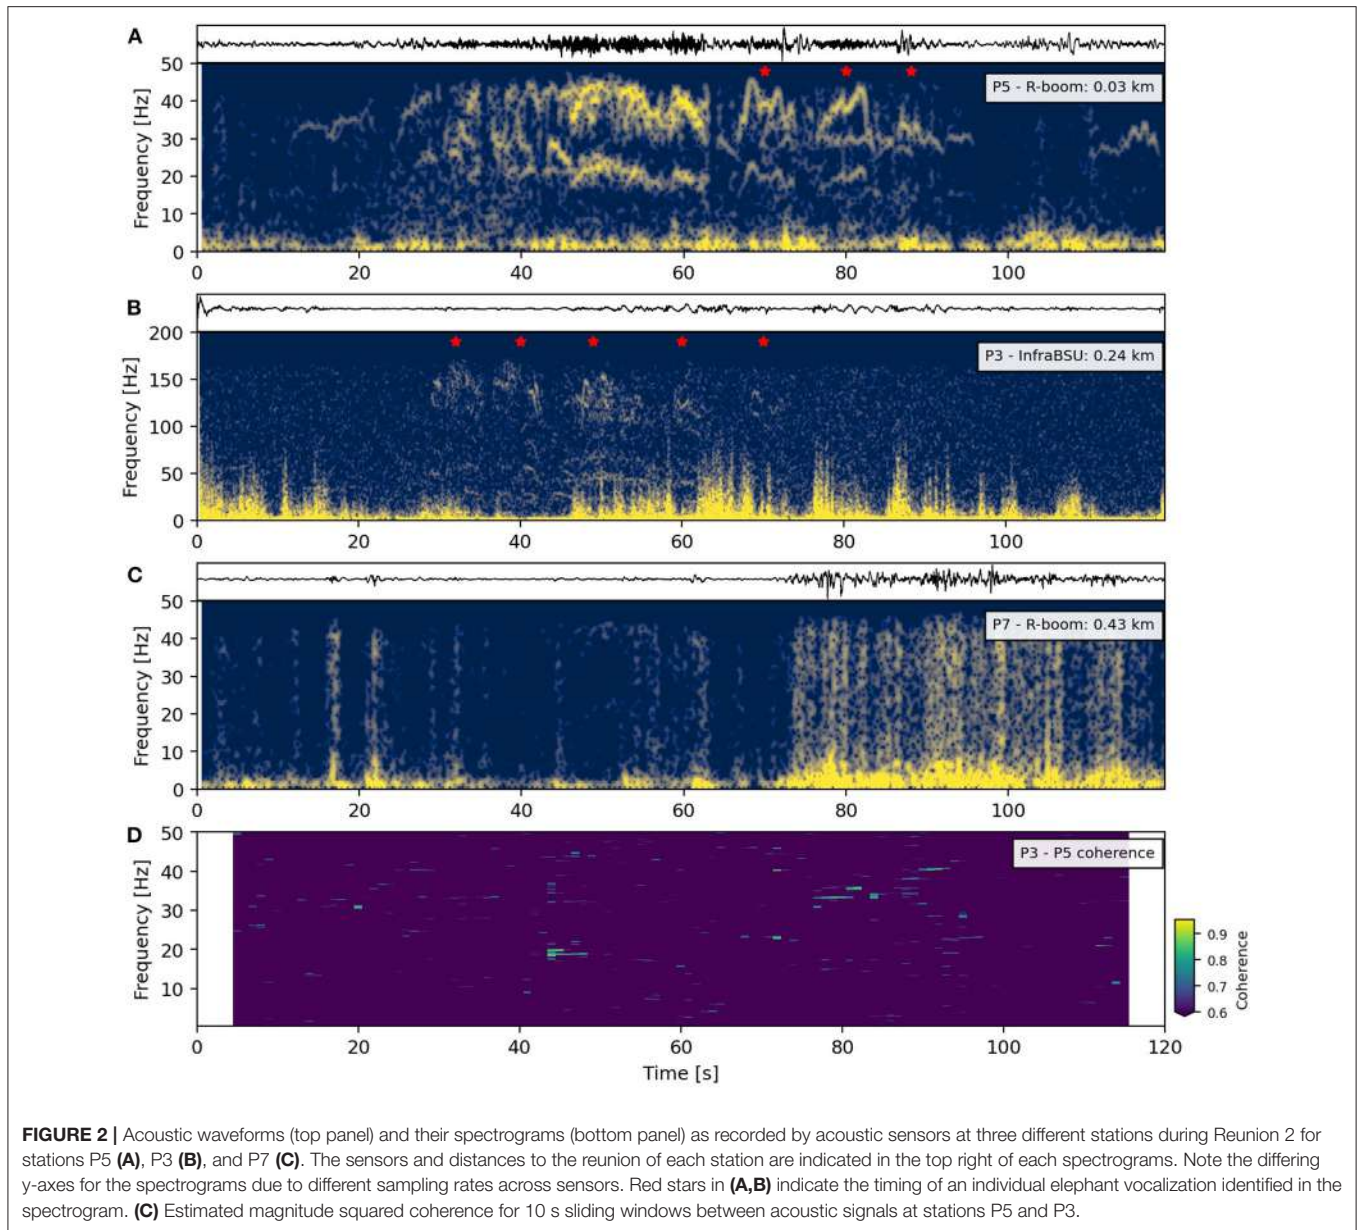 A
50
40
30
20
10
0
Frequency [Hz]
P5 - R-boom: 0.03 km
0 20 40 60 80 100
B
200
150
100
50
0
Frequency [Hz]
P3 - InfraBSU: 0.24 km
0 20 40 60 80 100
C
50
40
30
20
10
0
Frequency [Hz]
P7 - R-boom: 0.43 km
0 20 40 60 80 100
D
50
40
30
20
10
Frequency [Hz]
P3 - P5 coherence
0.9
0.8
0.7
0.6
Coherence
0 20 40 60 80 100 120
Time [s]
FIGURE 2 | Acoustic waveforms (top panel) and their spectrograms (bottom panel) as recorded by acoustic sensors at three different stations during Reunion 2 for
stations P5 (A), P3 (B), and P7 (C). The sensors and distances to the reunion of each station are indicated in the top right of each spectrograms. Note the differing
y-axes for the spectrograms due to different sampling rates across sensors. Red stars in (A,B) indicate the timing of an individual elephant vocalization identified in the
spectrogram. (C) Estimated magnitude squared coherence for 10 s sliding windows between acoustic signals at stations P5 and P3.